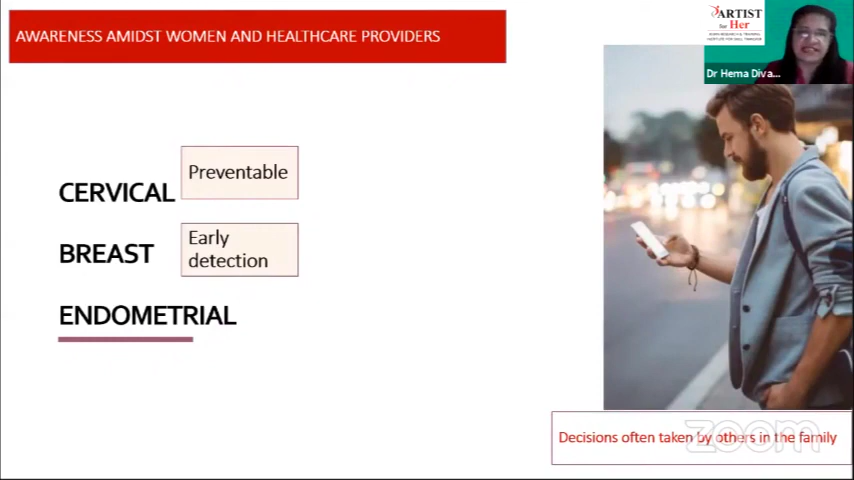 AWARENESS AMIDST WOMEN AND HEALTHCARE PROVIDERS
ARTIST
for Her
Dr Hema Diva...
CERVICAL
Preventable
BREAST
Early
detection
ENDOMETRIAL
Decisions often taken by others in the family
zoom